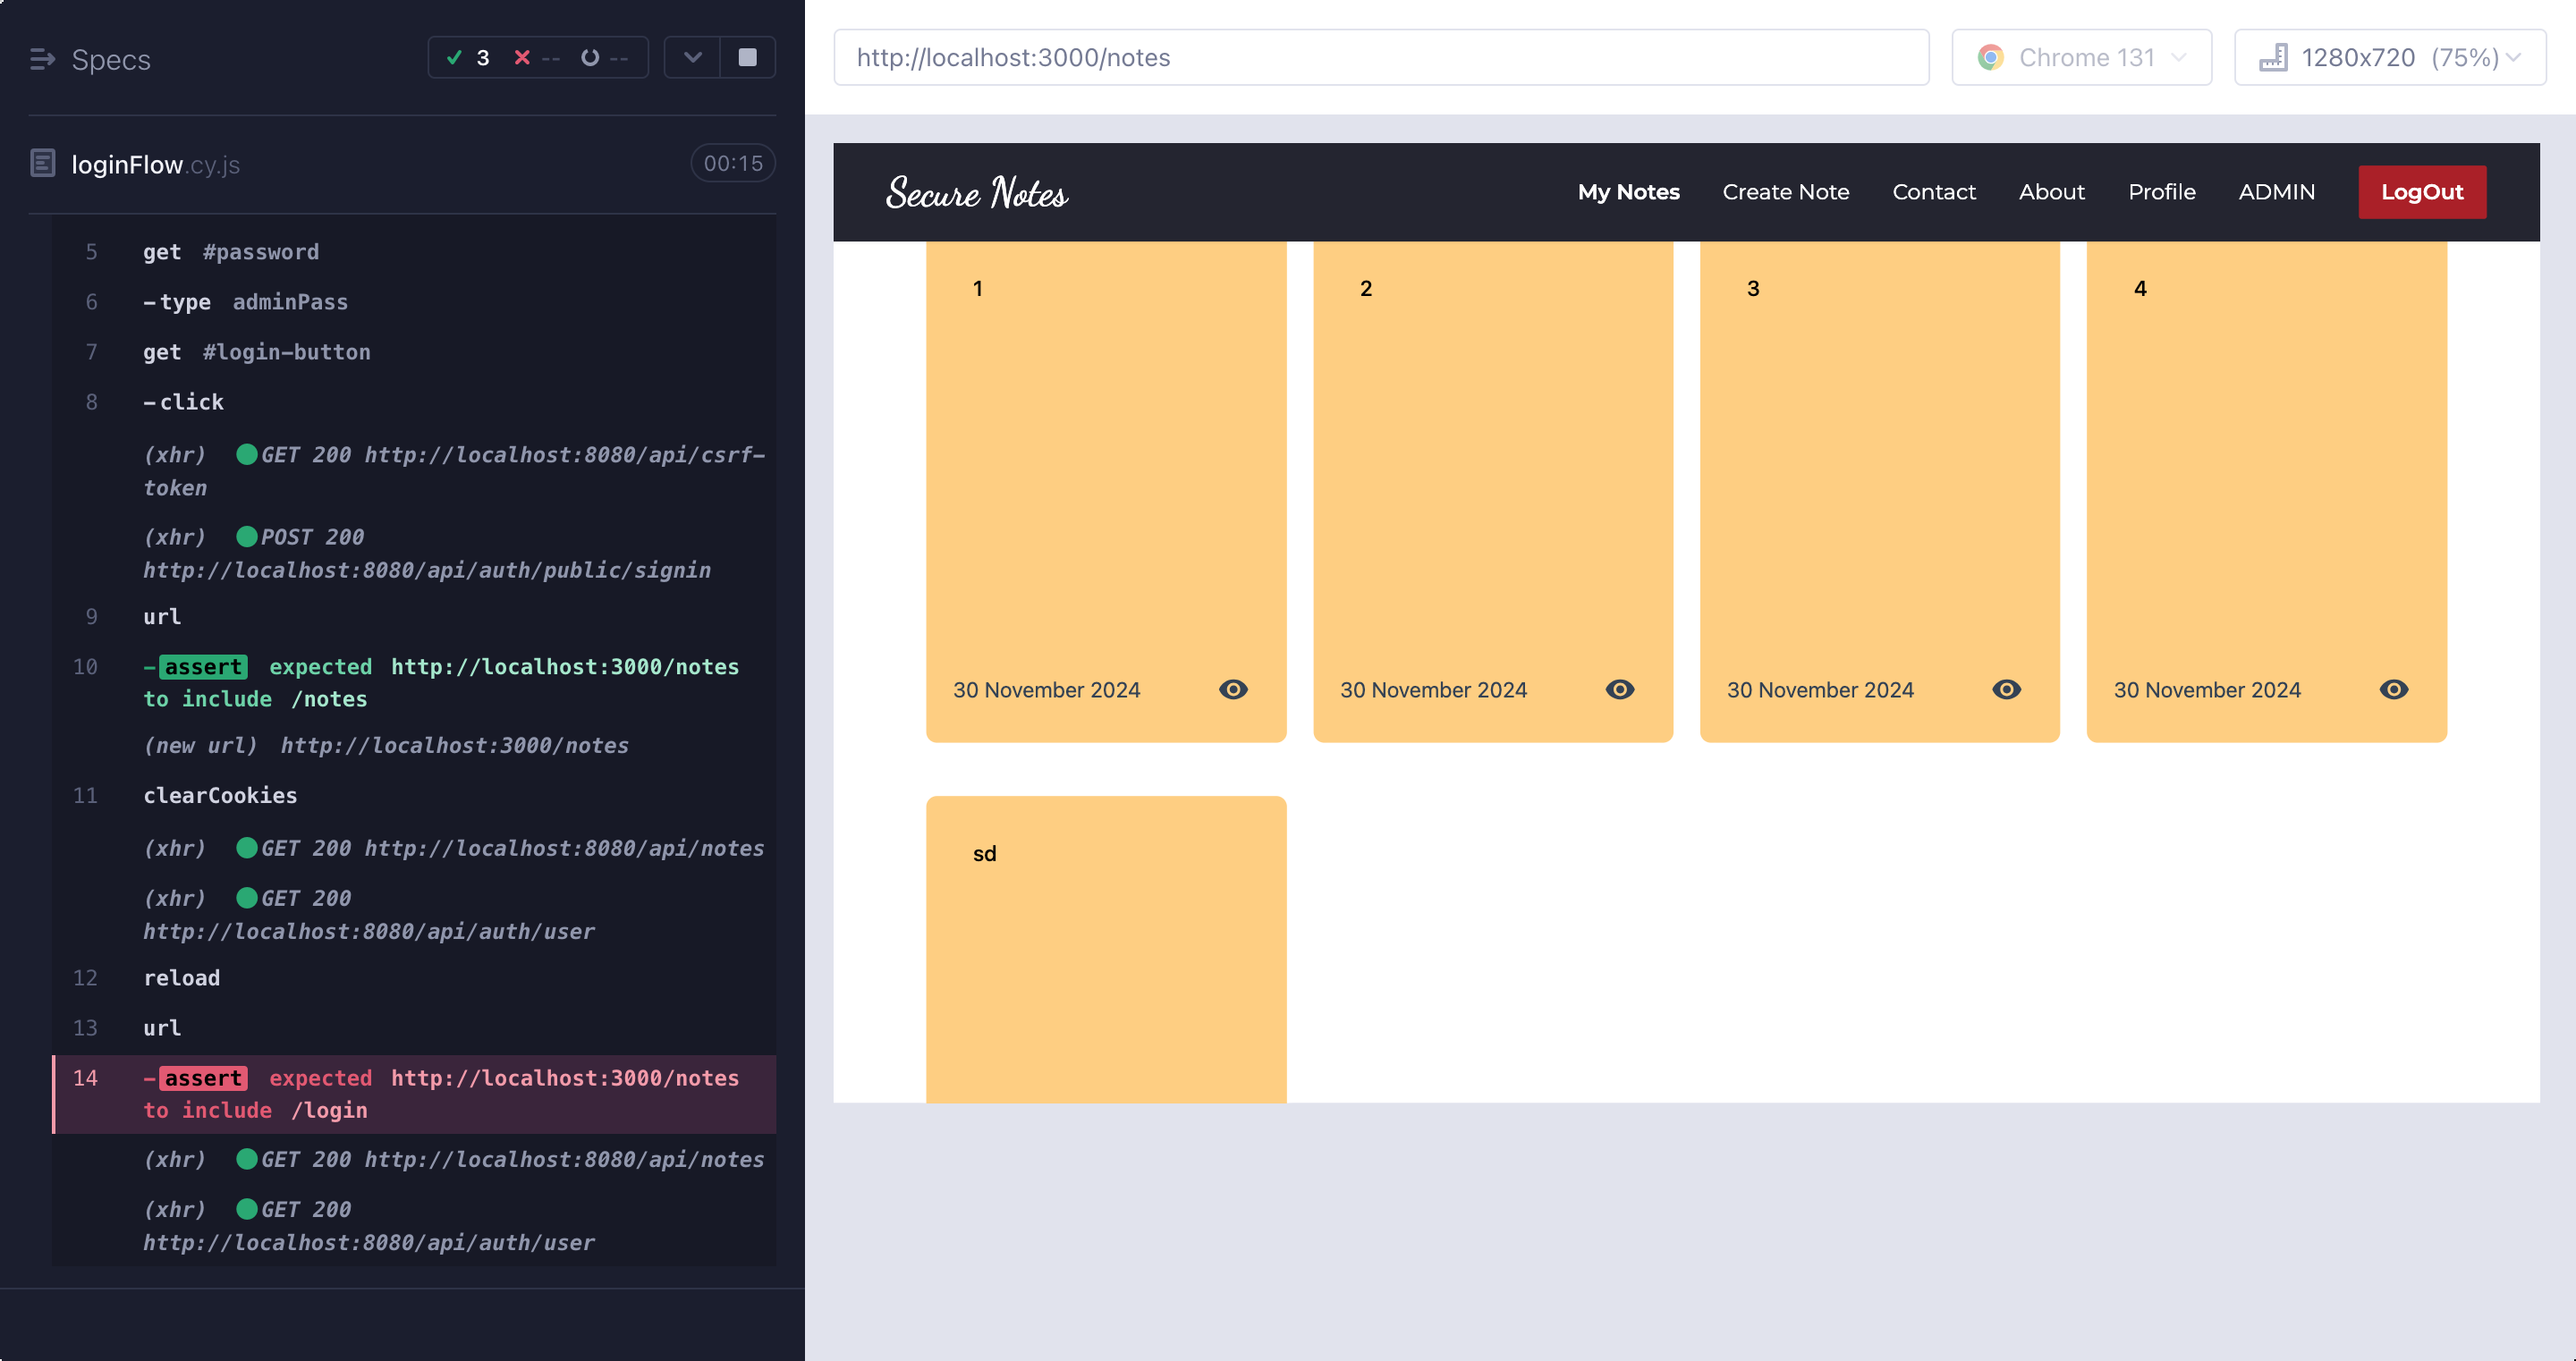 Specs
3 -- --
loginFlow.cy.js 00:15
5 get #password
6 -type adminPass
7 get #login-button
8 -click
(xhr) GET 200 http://localhost:8080/api/csrf-
token
(xhr) POST 200
http://localhost:8080/api/auth/public/signin
9 url
10 -assert expected http://localhost:3000/notes
to include /notes
(new url) http://localhost:3000/notes
11 clearCookies
(xhr) GET 200 http://localhost:8080/api/notes
(xhr) GET 200
http://localhost:8080/api/auth/user
12 reload
13 url
14 -assert expected http://localhost:3000/notes
to include /login
(xhr) GET 200 http://localhost:8080/api/notes
(xhr) GET 200
http://localhost:8080/api/auth/user
http://localhost:3000/notes
Chrome 131
1280x720 (75%)
Secure Notes
My Notes Create Note Contact About Profile ADMIN LogOut
1 2 3 4
30 November 2024 30 November 2024 30 November 2024 30 November 2024
sd